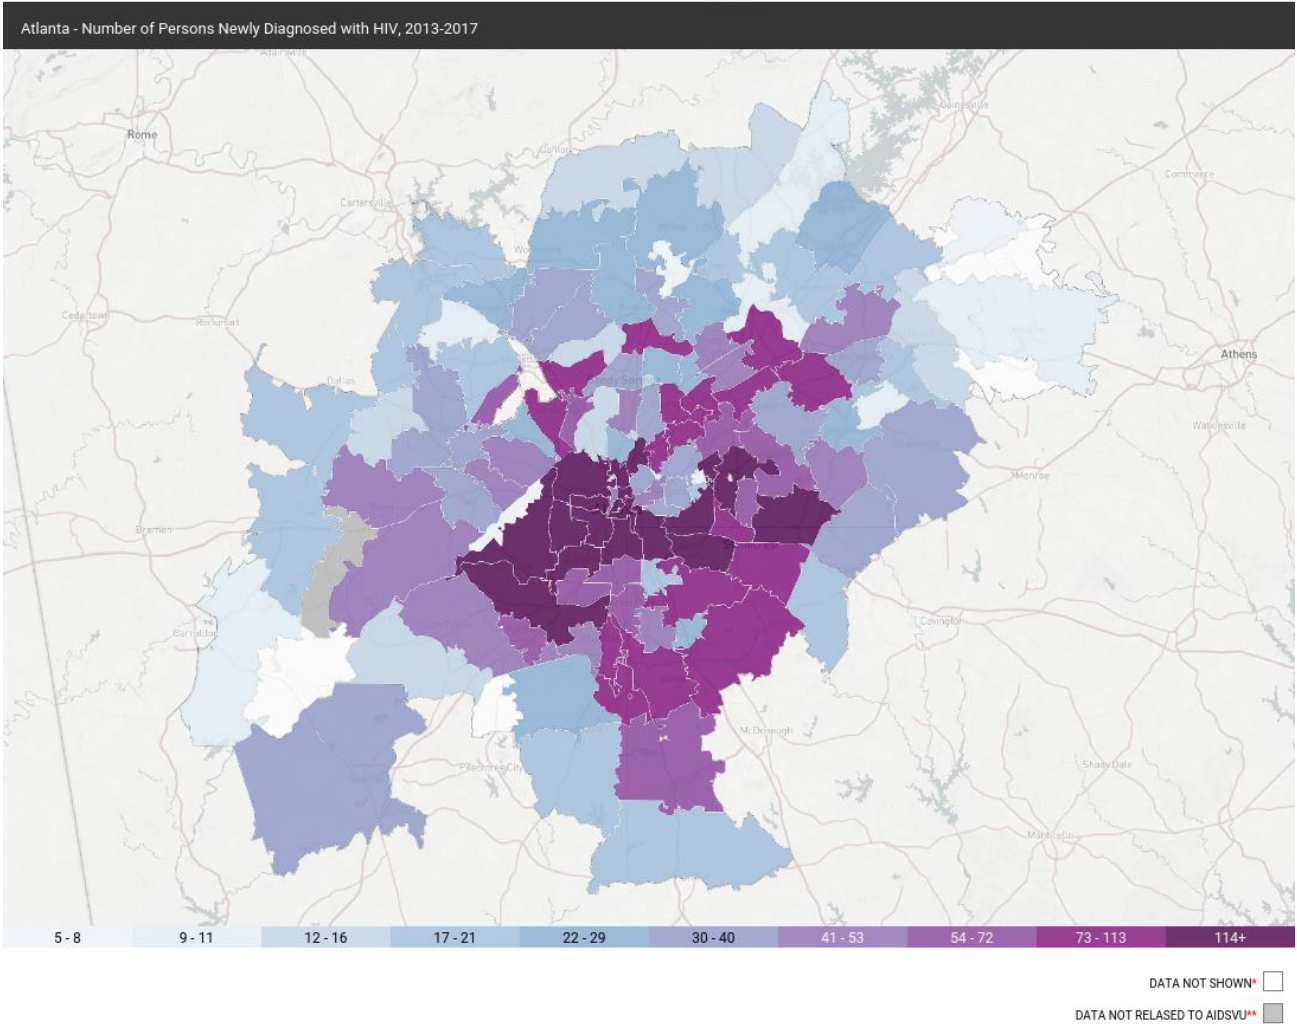 Atlanta - Number of Persons Newly Diagnosed with HIV, 2013-2017
Adairsville
Gainesville
Rome
Canton
Commerce
Cartersville
Cedartown
Rockmart
Athens
Dallas
Watkinsville
Monroe
Bremen
Covington
Carrollton
McDonough
Peachtree City
Shady Dale
Monticello
5 - 8
9 - 11
12 - 16
17 - 21
22 - 29
30 - 40
41 - 53
54 - 72
73 - 113
114+
DATA NOT SHOWN*
DATA NOT RELASED TO AIDSVU**